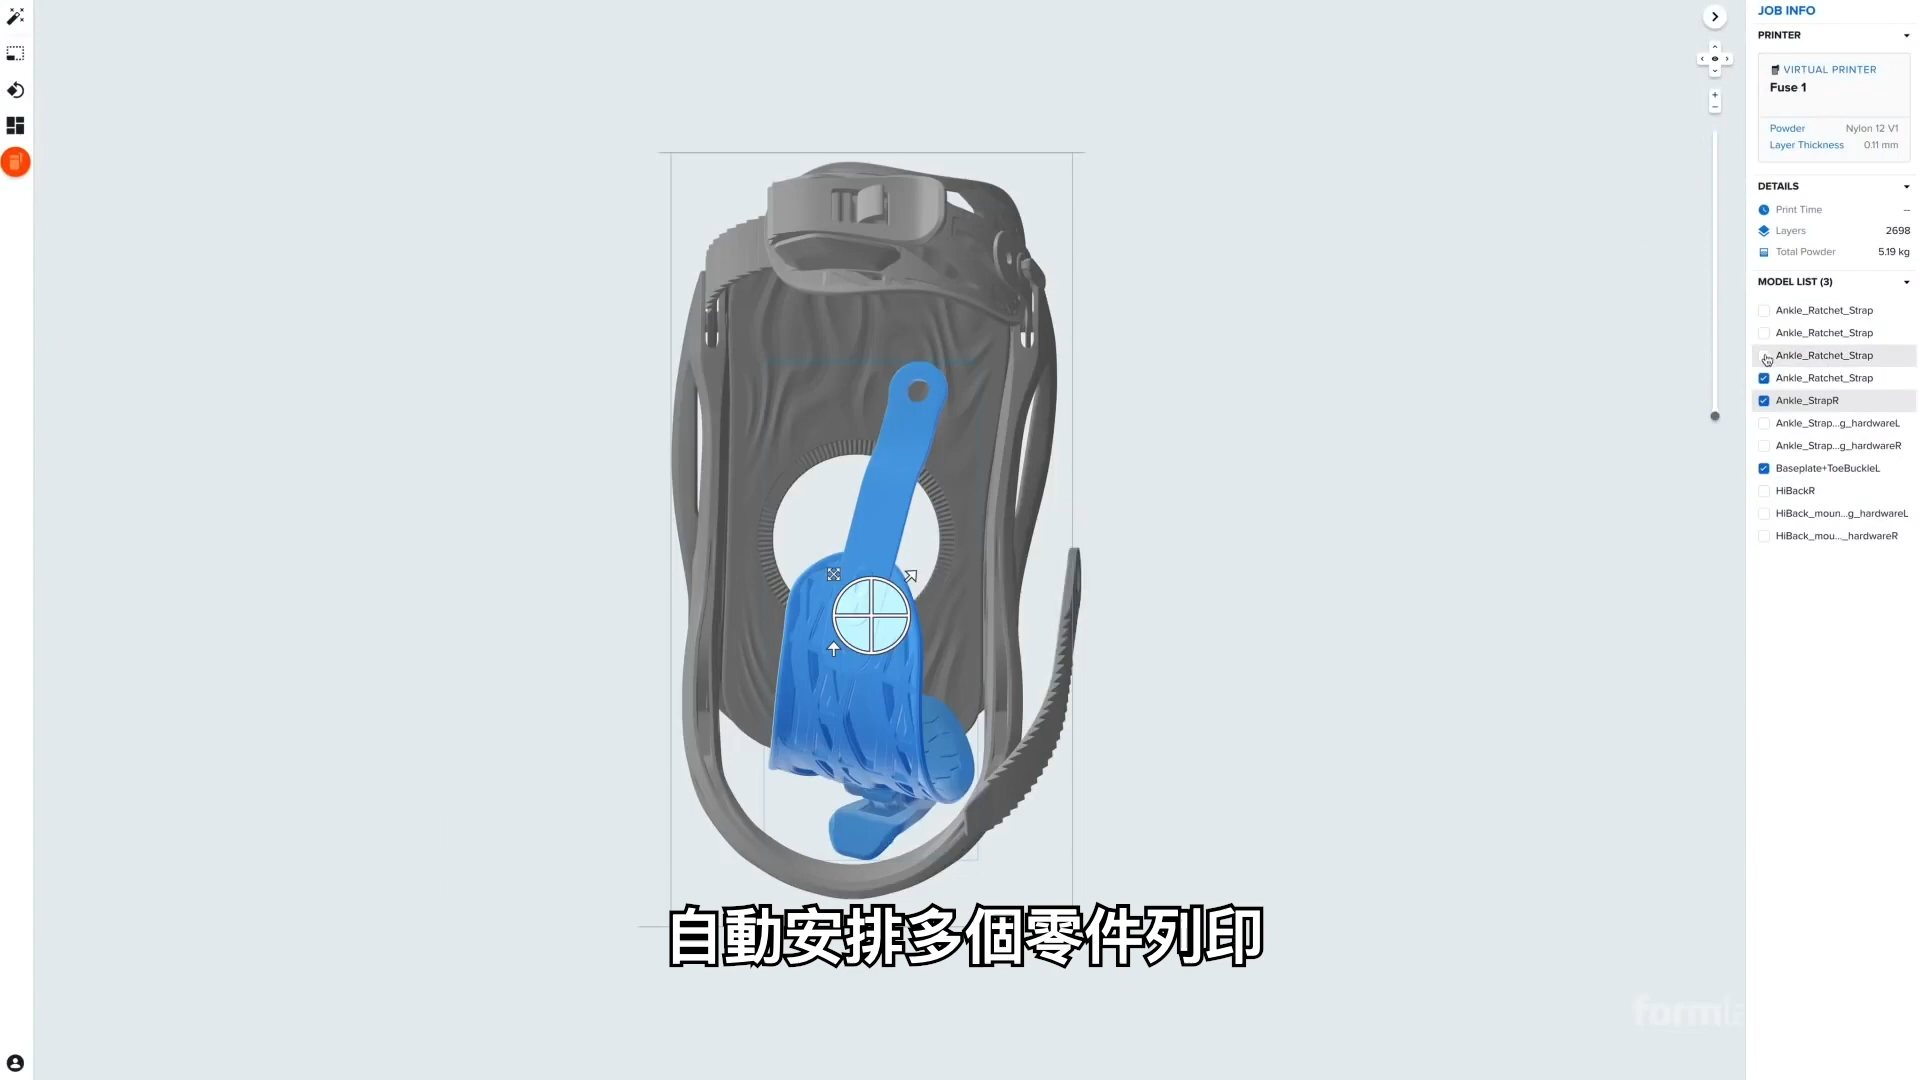 JOB INFO
PRINTER
VIRTUAL PRINTER
Fuse 1
Powder Nylon 12 V1
Layer Thickness 0.11 mm
DETAILS
Print Time --
Layers 2698
Total Powder 5.19 kg
MODEL LIST (3)
Ankle_Ratchet_Strap
Ankle_Ratchet_Strap
Ankle_Ratchet_Strap
Ankle_Ratchet_Strap
Ankle_StrapR
Ankle_Strap...g_hardwareL
Ankle_Strap...g_hardwareR
Baseplate+ToeBuckleL
HiBackR
HiBack_moun...g_hardwareL
HiBack_mou..._hardwareR
自動安排多個零件列印
formla